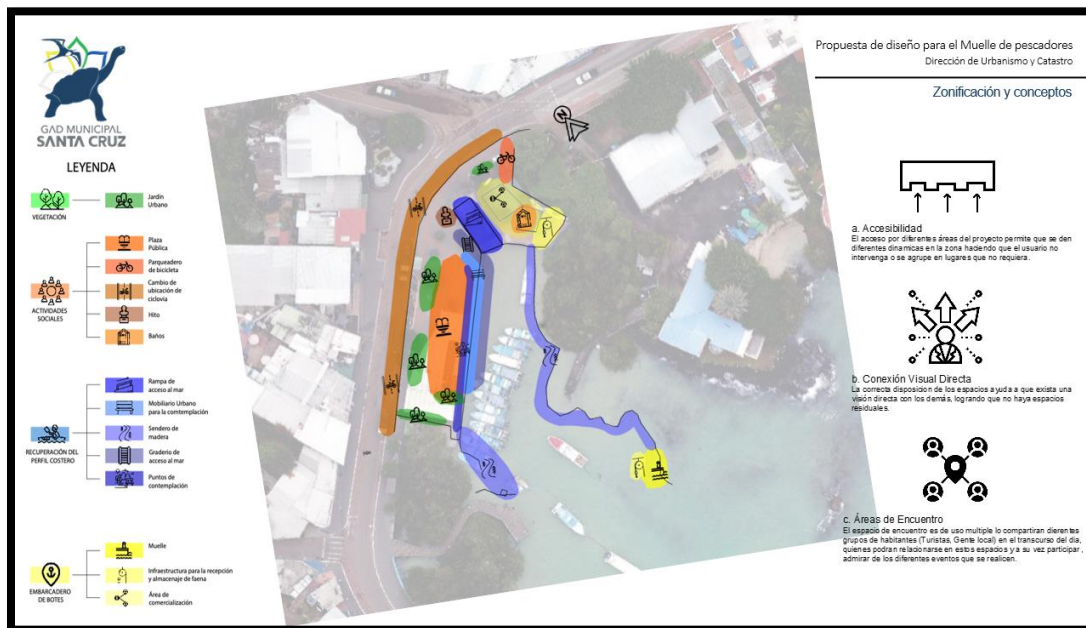 Propuesta de diseño para el Muelle de pescadores
Dirección de Urbanismo y Catastro
Zonificación y conceptos
GAD MUNICIPAL
SANTA CRUZ
LEYENDA
VEGETACIÓN
Jardín
Urbano
ACTIVIDADES
SOCIALES
Plaza
Pública
Parqueadero
de bicicleta
Cambio de
ubicación de
ciclovia
Hito
Baños
RECUPERACIÓN DEL
PERFIL COSTERO
Rampa de
acceso al mar
Mobiliario Urbano
para la comtemplación
Sendero de
madera
Graderio de
acceso al mar
Puntos de
contemplación
EMBARCADERO
DE BOTES
Muelle
Infraestructura para la recepción
y almacenaje de faena
Área de
comercialización
N
a. Accesibilidad
El acceso por diferentes áreas del proyecto permite que se den
diferentes dinamicas en la zona haciendo que el usuario no
intervenga o se agrupe en lugares que no requiera.
b. Conexión Visual Directa
La correcta disposicion de los espacios ayuda a que exista una
visión directa con los demás, logrando que no haya espacios
residuales.
c. Áreas de Encuentro
El espacio de encuentro es de uso multiple lo compartiran dierentes
grupos de habitantes (Turistas, Gente local) en el transcurso del dia,
quienes podran relacionarse en estos espacios y a su vez participar ,
admirar de los diferentes eventos que se realicen.